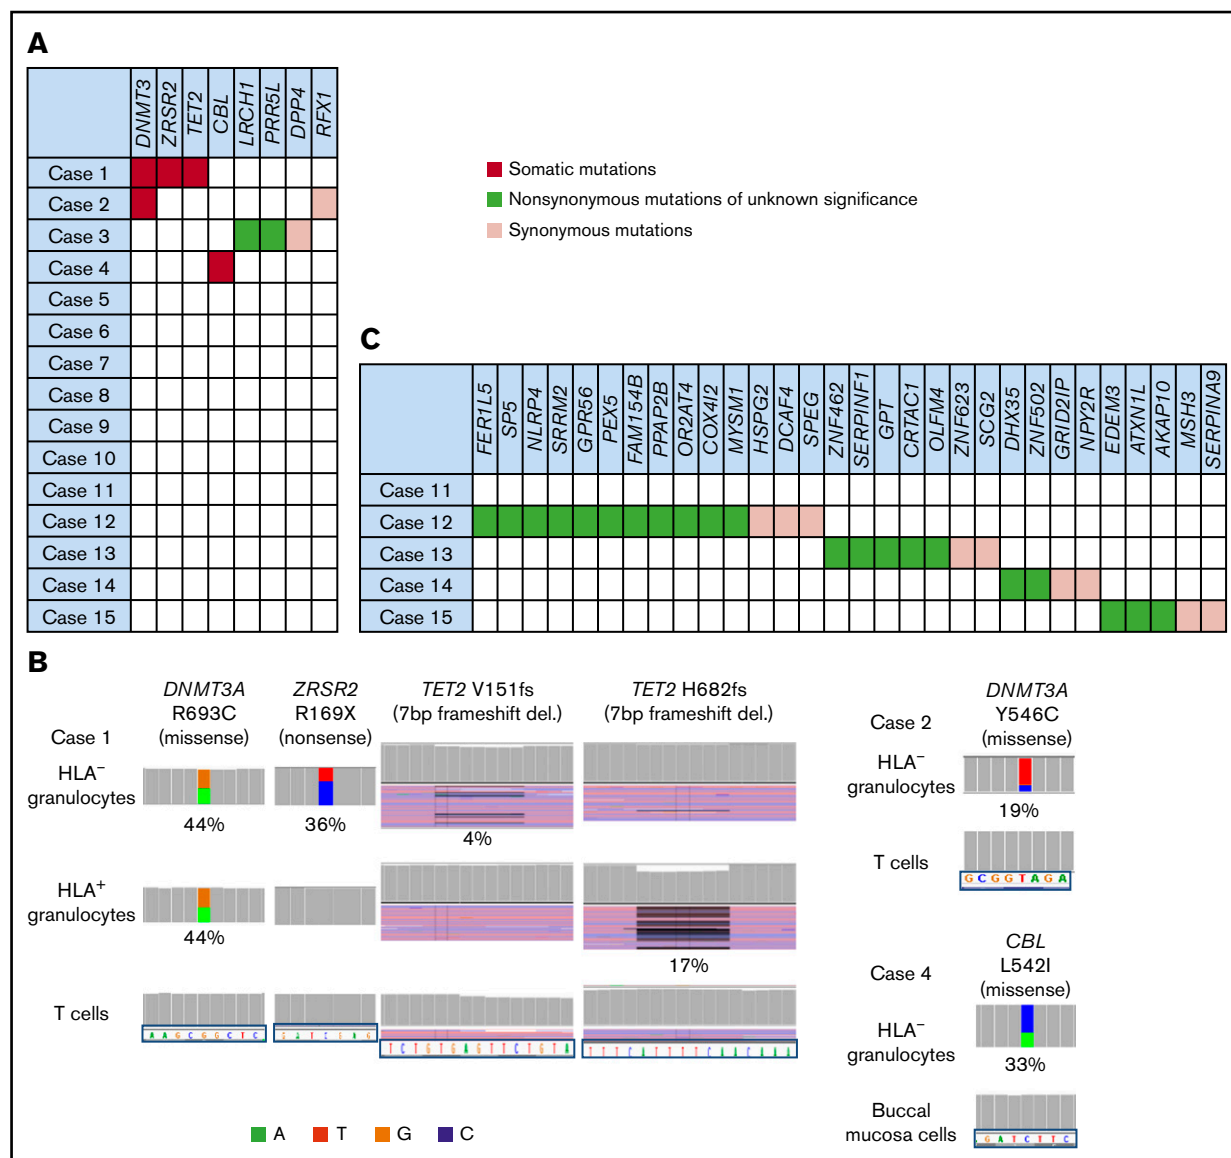 A
DNMT3 ZRSR2 TET2 CBL LRCH1 PRR5L DPP4 RFX1
Case 1
Case 2
Case 3
Case 4
Case 5
Case 6
Case 7
Case 8
Case 9
Case 10
Case 11
Case 12
Case 13
Case 14
Case 15
Somatic mutations
Nonsynonymous mutations of unknown significance
Synonymous mutations
C
FER1L5 SP5 NLRP4 SRRM2 GPR56 PEX5 FAM154B PPAP2B OR2AT4 COX4I2 MYSM1 HSPG2 DCAF4 SPEG ZNF462 SERPINF1 GPT CRTAC1 OLFM4 ZNF623 SCG2 DHX35 ZNF502 GRID2IP NPY2R EDEM3 ATXN1L AKAP10 MSH3 SERPINA9
Case 11
Case 12
Case 13
Case 14
Case 15
B
Case 1
DNMT3A
R693C
(missense)
ZRSR2
R169X
(nonsense)
TET2 V151fs
(7bp frameshift del.)
TET2 H682fs
(7bp frameshift del.)
HLA−
granulocytes
44%
36%
4%
HLA+
granulocytes
44%
17%
T cells
A A G C G G C T C
G A T C G A G
T C T G T G A G T T C T G T A
T T T C A T T T T C A A C A A A
A T G C
Case 2
DNMT3A
Y546C
(missense)
HLA−
granulocytes
19%
T cells
G C G G T A G A
Case 4
CBL
L542I
(missense)
HLA−
granulocytes
33%
Buccal
mucosa cells
G A T C T T C